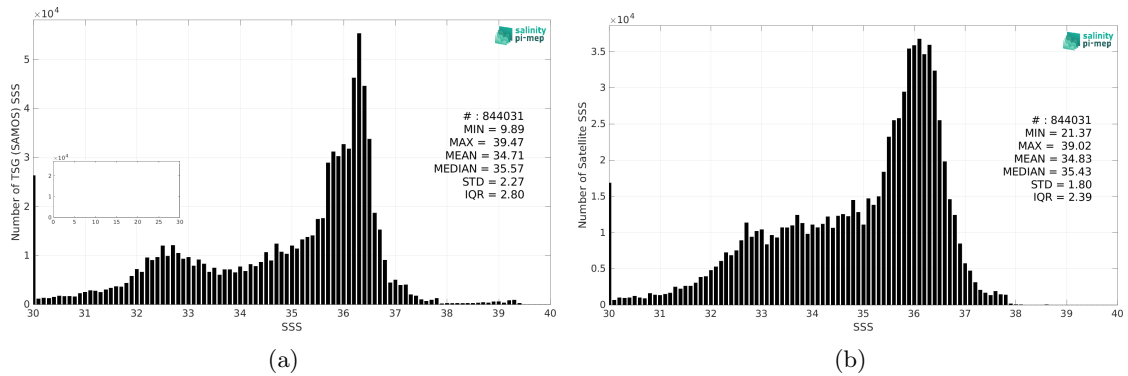 ×10⁴
salinity
pi-mep
5
4
3
2
1
0
Number of TSG (SAMOS) SSS
# : 844031
MIN = 9.89
MAX = 39.47
MEAN = 34.71
MEDIAN = 35.57
STD = 2.27
IQR = 2.80
×10⁴
2
1
0
0 5 10 15 20 25 30
30 31 32 33 34 35 36 37 38 39 40
SSS
(a)
×10⁴
salinity
pi-mep
3.5
3
2.5
2
1.5
1
0.5
0
Number of Satellite SSS
# : 844031
MIN = 21.37
MAX = 39.02
MEAN = 34.83
MEDIAN = 35.43
STD = 1.80
IQR = 2.39
30 31 32 33 34 35 36 37 38 39 40
SSS
(b)